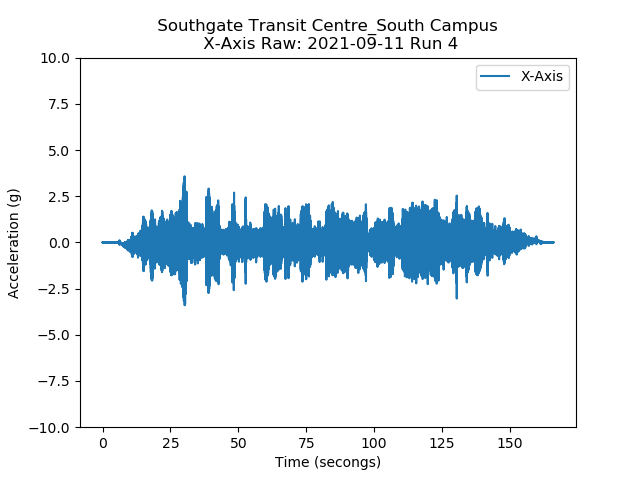 Southgate Transit Centre_South Campus
X-Axis Raw: 2021-09-11 Run 4
X-Axis
10.0
7.5
5.0
2.5
0.0
−2.5
−5.0
−7.5
−10.0
Acceleration (g)
0 25 50 75 100 125 150
Time (secongs)